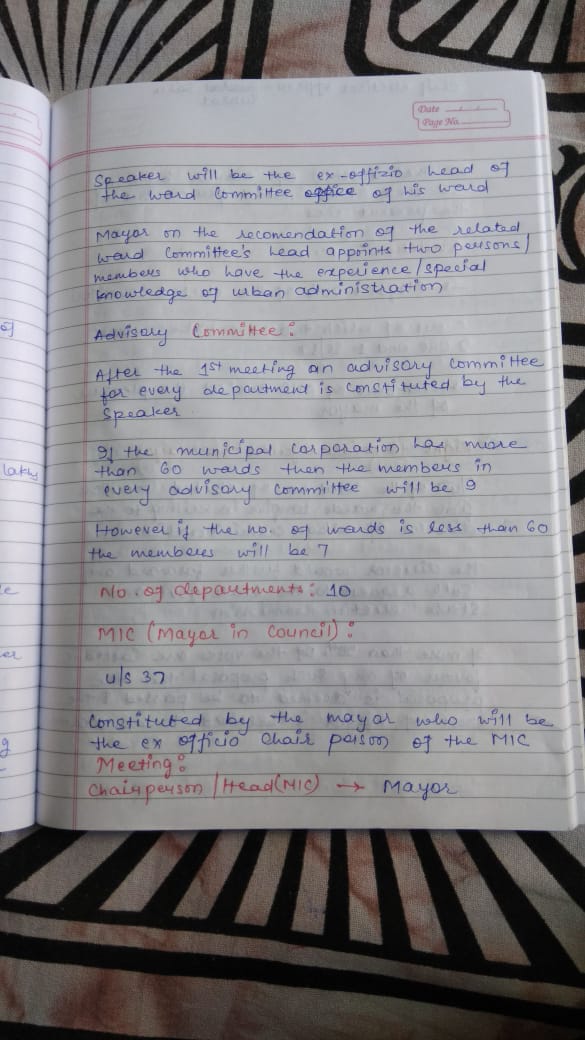 Date
Page No.
Speaker will be the ex-offizio head of
the ward Committee office of his ward
Mayor on the recomendation of the related
ward Committee's head appoints two persons/
members who have the experience/special
knowledge of urban administration
Advisory Committee:
After the 1st meeting an advisory Committee
for every department is constituted by the
Speaker
If the municipal Corporation has more
than 60 wards then the members in
every advisory Committee will be 9
However if the no. of wards is less than 60
the memberes will be 7
No. of departments: 10
MIC (Mayor in Council):
u/s 37
Constituted by the mayor who will be
the ex officio Chair person of the MIC
Meeting:
Chairperson/Head(MIC) → Mayor
of
lakhs